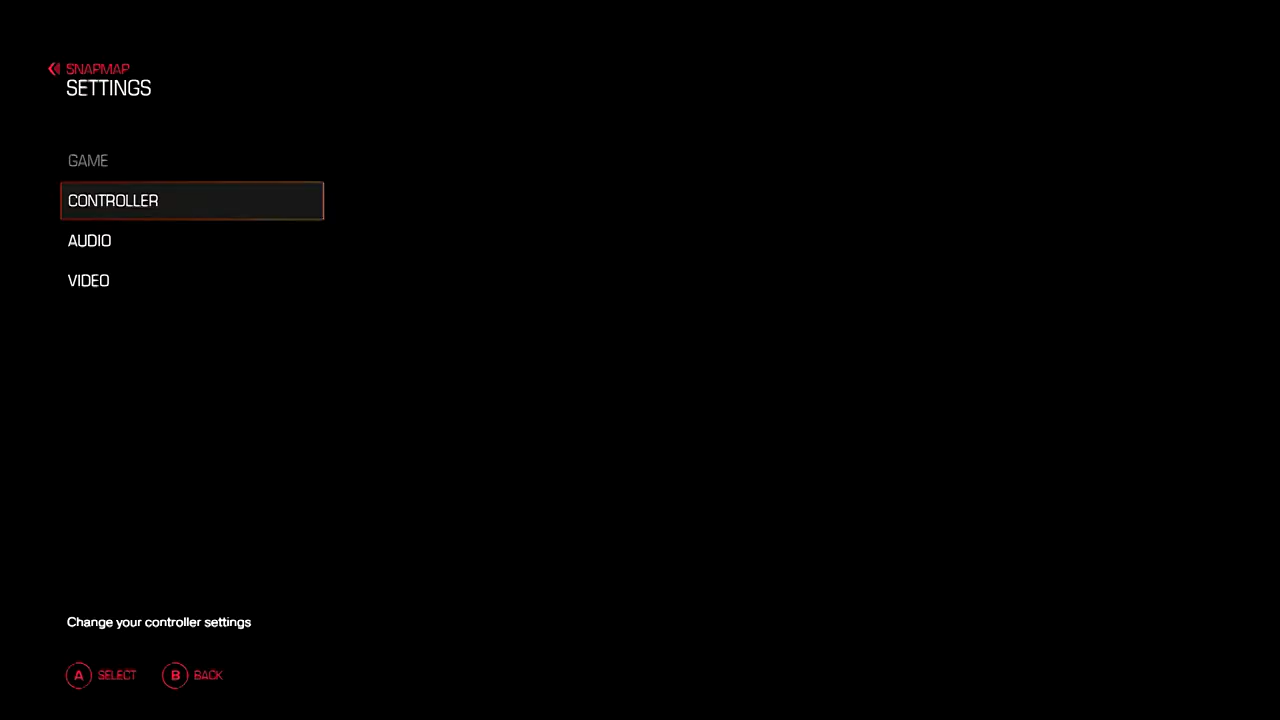 SNAPMAP
SETTINGS
GAME
CONTROLLER
AUDIO
VIDEO
Change your controller settings
A SELECT B BACK